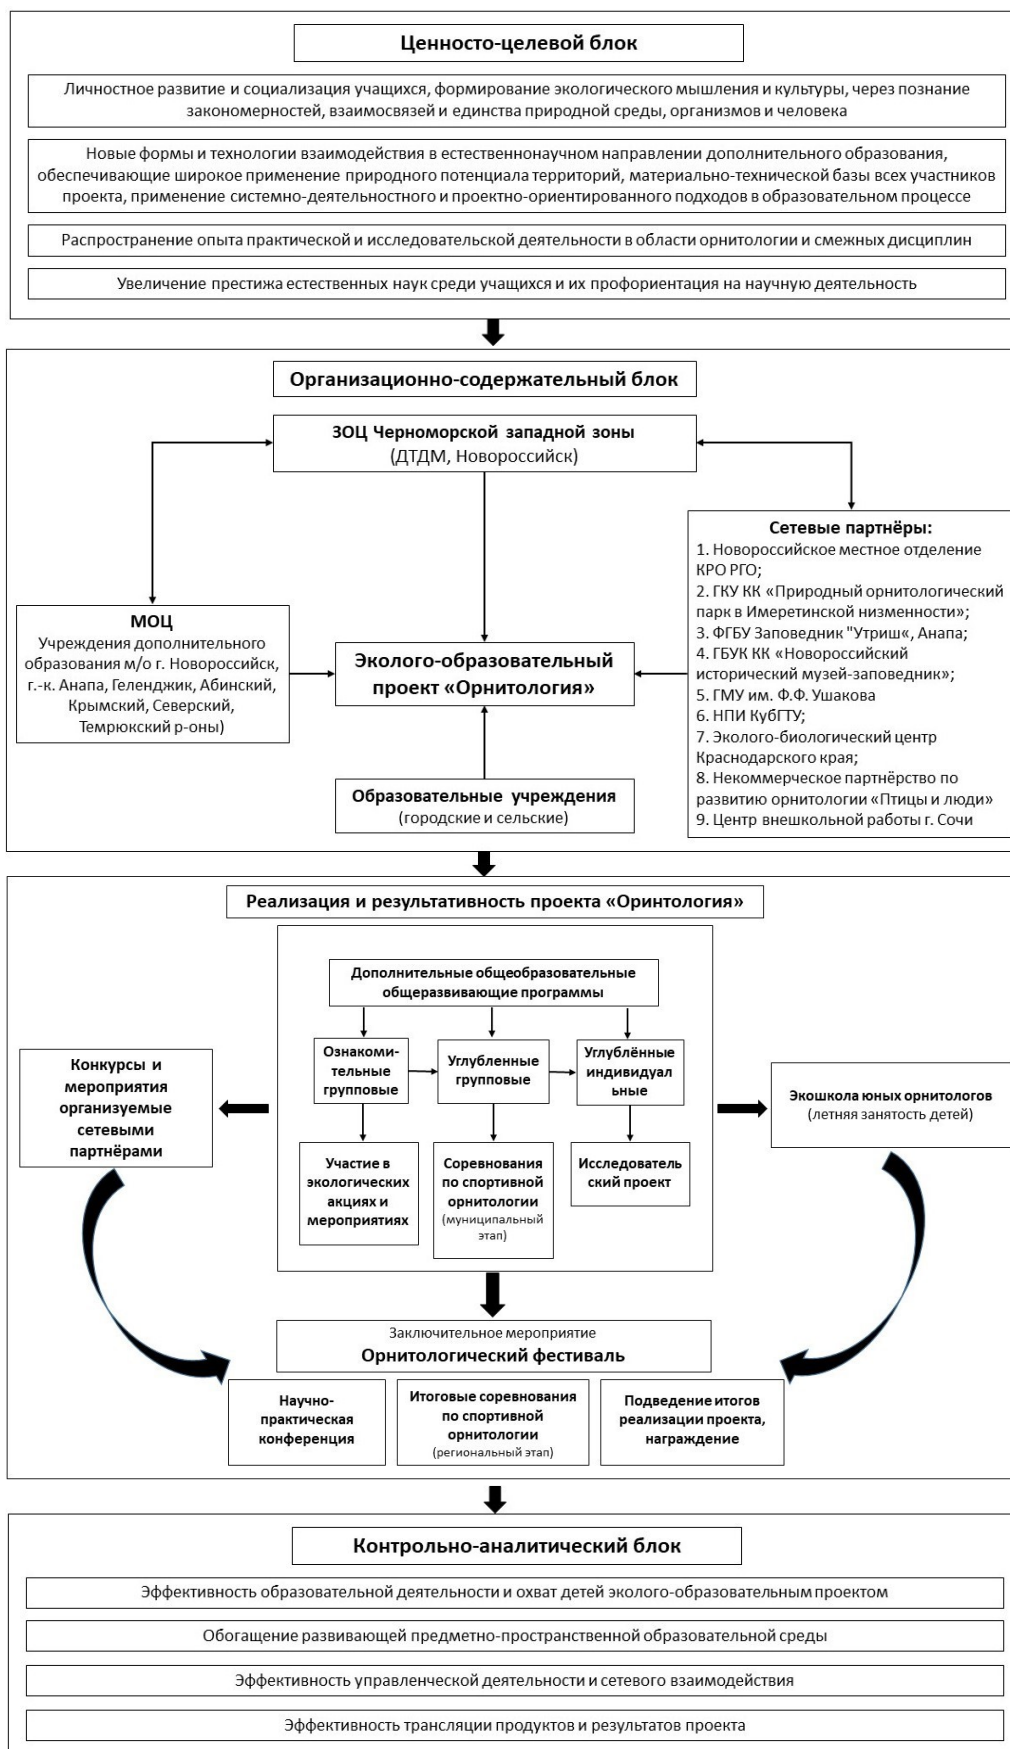 Ценносто-целевой блок
Личностное развитие и социализация учащихся, формирование экологического мышления и культуры, через познание
закономерностей, взаимосвязей и единства природной среды, организмов и человека
Новые формы и технологии взаимодействия в естественнонаучном направлении дополнительного образования,
обеспечивающие широкое применение природного потенциала территорий, материально-технической базы всех участников
проекта, применение системно-деятельностного и проектно-ориентированного подходов в образовательном процессе
Распространение опыта практической и исследовательской деятельности в области орнитологии и смежных дисциплин
Увеличение престижа естественных наук среди учащихся и их профориентация на научную деятельность
Организационно-содержательный блок
ЗОЦ Черноморской западной зоны
(ДТДМ, Новороссийск)
МОЦ
Учреждения дополнительного
образования м/о г. Новороссийск,
г.-к. Анапа, Геленджик, Абинский,
Крымский, Северский,
Темрюкский р-оны)
Эколого-образовательный
проект «Орнитология»
Образовательные учреждения
(городские и сельские)
Сетевые партнёры:
1. Новороссийское местное отделение
КРО РГО;
2. ГКУ КК «Природный орнитологический
парк в Имеретинской низменности»;
3. ФГБУ Заповедник "Утриш«, Анапа;
4. ГБУК КК «Новороссийский
исторический музей-заповедник»;
5. ГМУ им. Ф.Ф. Ушакова
6. НПИ КубГТУ;
7. Эколого-биологический центр
Краснодарского края;
8. Некоммерческое партнёрство по
развитию орнитологии «Птицы и люди»
9. Центр внешкольной работы г. Сочи
Реализация и результативность проекта «Оринтология»
Дополнительные общеобразовательные
общеразвивающие программы
Ознакоми-
тельные
групповые
Углубленные
групповые
Углублённые
индивидуал
ьные
Участие в
экологических
акциях и
мероприятиях
Соревнования
по спортивной
орнитологии
(муниципальный
этап)
Исследователь
ский проект
Конкурсы и
мероприятия
организуемые
сетевыми
партнёрами
Экошкола юных орнитологов
(летняя занятость детей)
Заключительное мероприятие
Орнитологический фестиваль
Научно-
практическая
конференция
Итоговые соревнования
по спортивной
орнитологии
(региональный этап)
Подведение итогов
реализации проекта,
награждение
Контрольно-аналитический блок
Эффективность образовательной деятельности и охват детей эколого-образовательным проектом
Обогащение развивающей предметно-пространственной образовательной среды
Эффективность управленческой деятельности и сетевого взаимодействия
Эффективность трансляции продуктов и результатов проекта